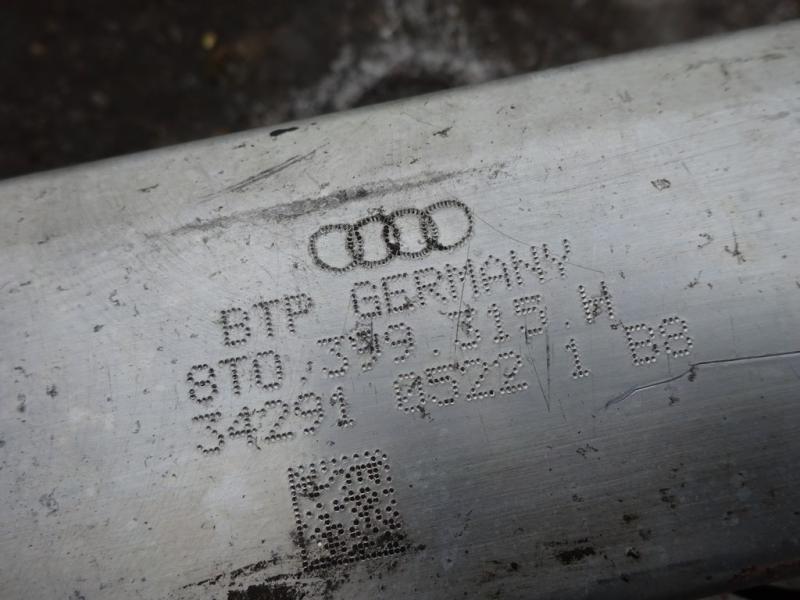 BTP GERMANY
8T0.399.315.M
34291 0522 1 B8